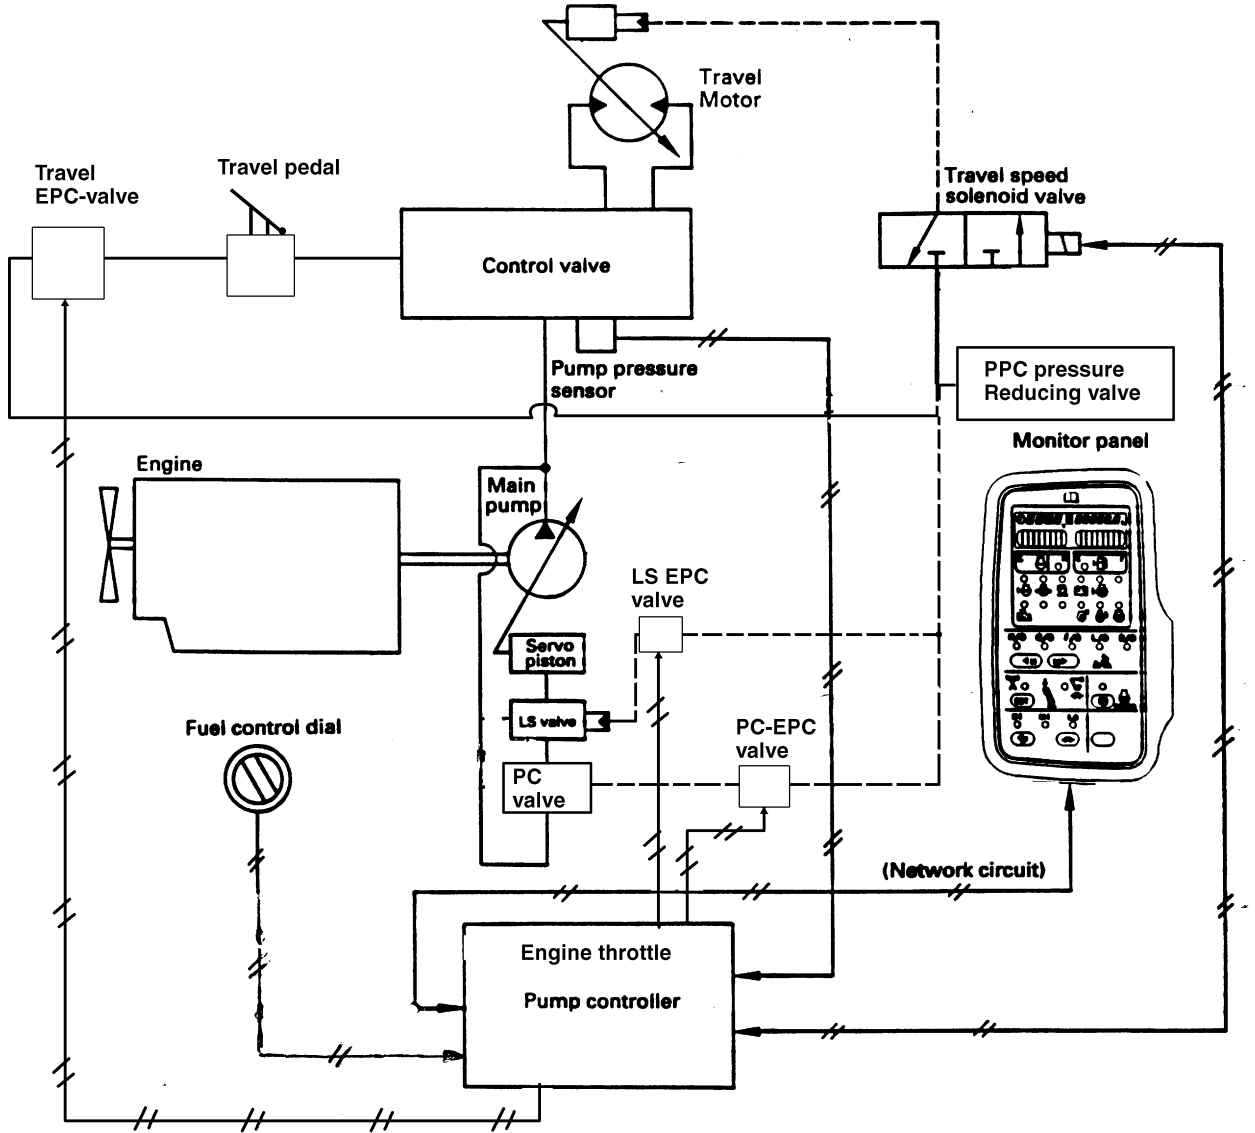 Travel
Motor
Travel
EPC-valve
Travel pedal
Travel speed
solenoid valve
Control valve
Pump pressure
sensor
PPC pressure
Reducing valve
Monitor panel
Engine
Main
pump
LS EPC
valve
Servo
piston
LS valve
PC-EPC
valve
Fuel control dial
PC
valve
(Network circuit)
Engine throttle
Pump controller